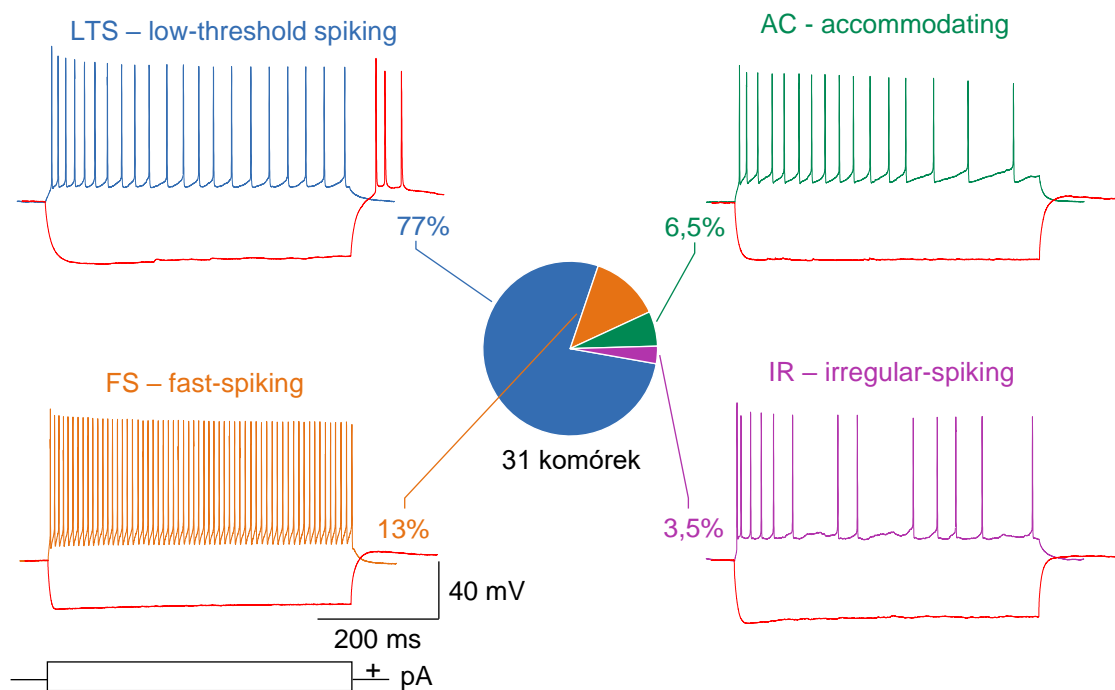 LTS – low-threshold spiking
AC - accommodating
77%
6,5%
FS – fast-spiking
IR – irregular-spiking
31 komórek
13%
3,5%
40 mV
200 ms
+ pA